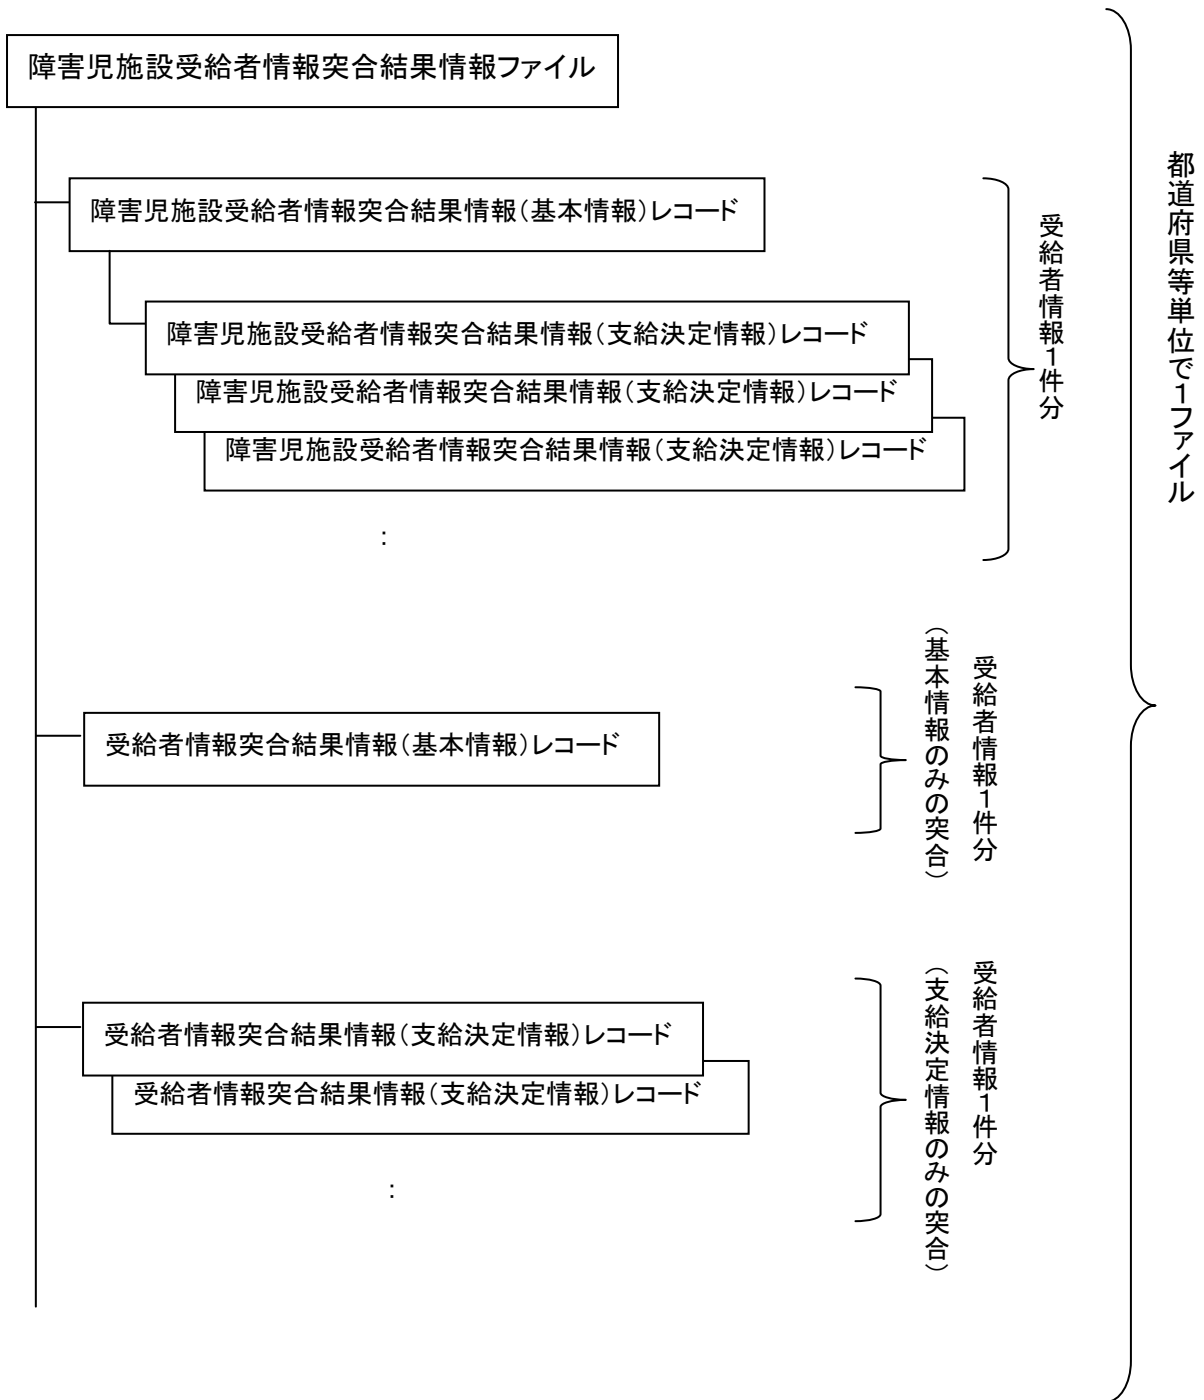 障害児施設受給者情報突合結果情報ファイル
障害児施設受給者情報突合結果情報（基本情報）レコード
障害児施設受給者情報突合結果情報（支給決定情報）レコード
障害児施設受給者情報突合結果情報（支給決定情報）レコード
障害児施設受給者情報突合結果情報（支給決定情報）レコード
：
受給者情報１件分
都道府県等単位で１ファイル
受給者情報突合結果情報（基本情報）レコード
受給者情報１件分
（基本情報のみの突合）
受給者情報突合結果情報（支給決定情報）レコード
受給者情報突合結果情報（支給決定情報）レコード
：
受給者情報１件分
（支給決定情報のみの突合）